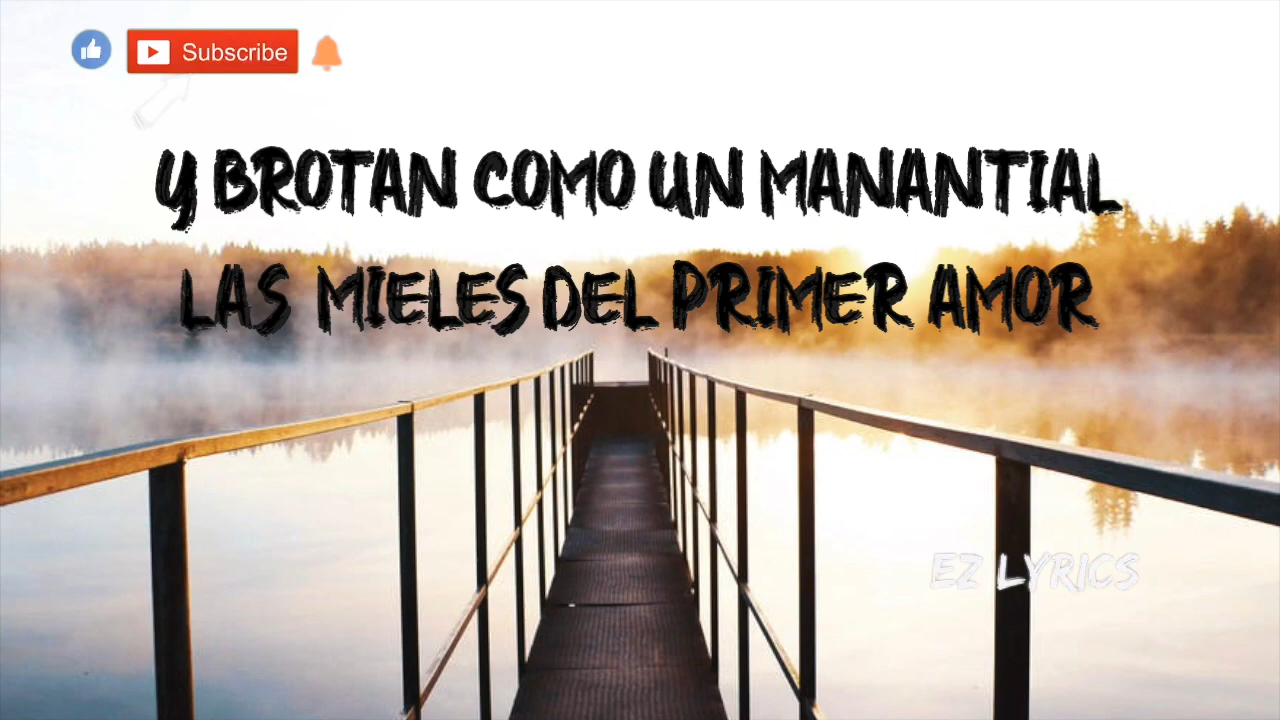 Subscribe
Y BROTAN COMO UN MANANTIAL
LAS MIELES DEL PRIMER AMOR
EZ LYRICS